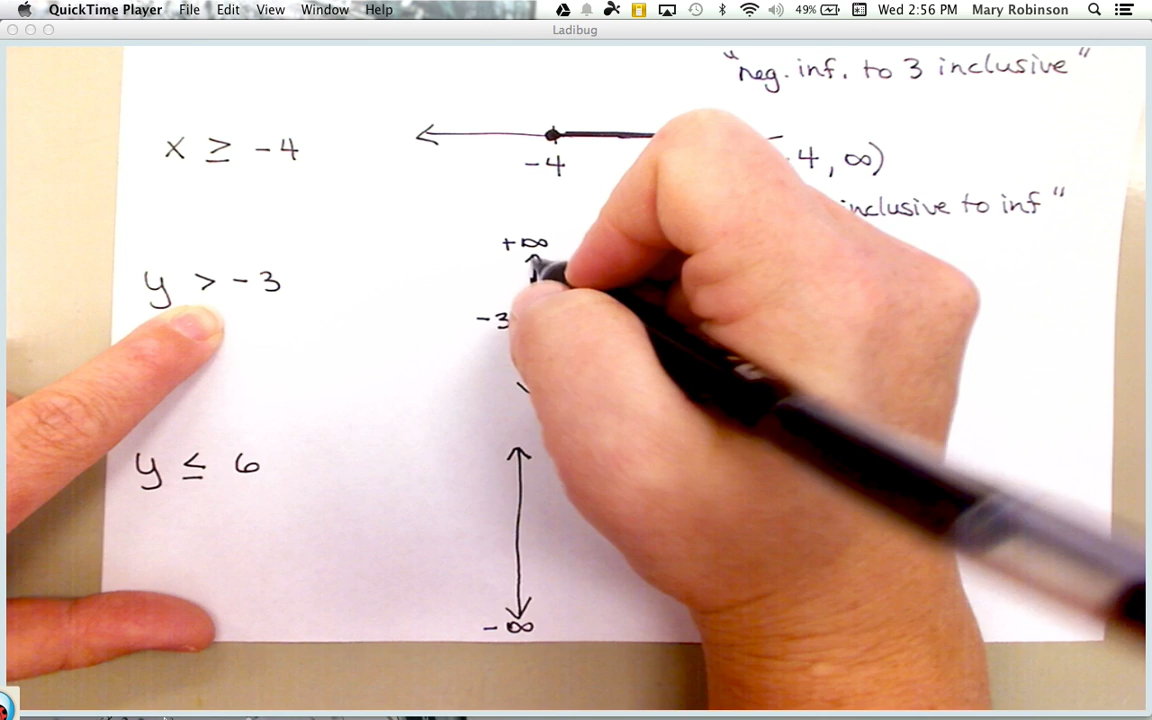 QuickTime Player File Edit View Window Help 49% Wed 2:56 PM Mary Robinson
Ladibug
"neg. inf. to 3 inclusive"
x ≥ -4
-4
4, ∞)
inclusive to inf"
+∞
y > -3
-3
y ≤ 6
-∞